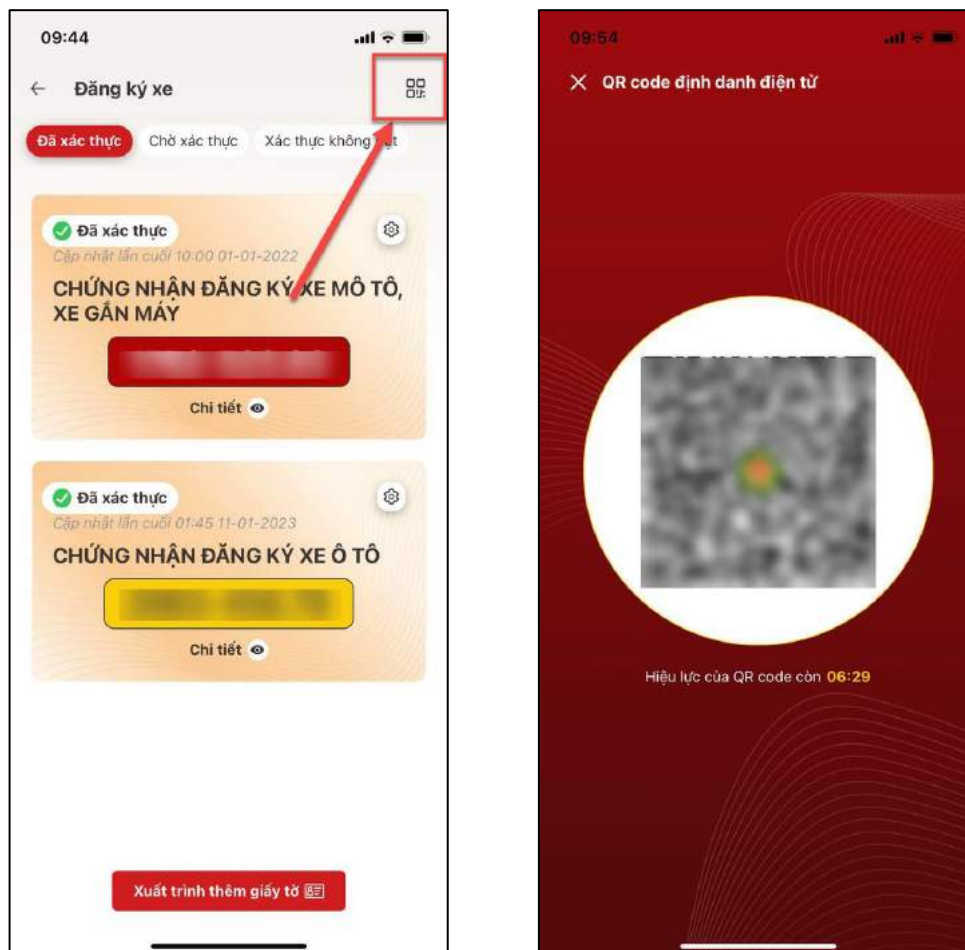 09:44
Đăng ký xe
Đã xác thực
Chờ xác thực
Xác thực không
Đã xác thực
Cập nhật lần cuối 10:00 01-01-2022
CHỨNG NHẬN ĐĂNG KÝ XE MÔ TÔ,
XE GẮN MÁY
Chi tiết
Đã xác thực
Cập nhật lần cuối 01:45 11-01-2023
CHỨNG NHẬN ĐĂNG KÝ XE Ô TÔ
Chi tiết
Xuất trình thêm giấy tờ
09:54
QR code định danh điện tử
Hiệu lực của QR code còn 06:29